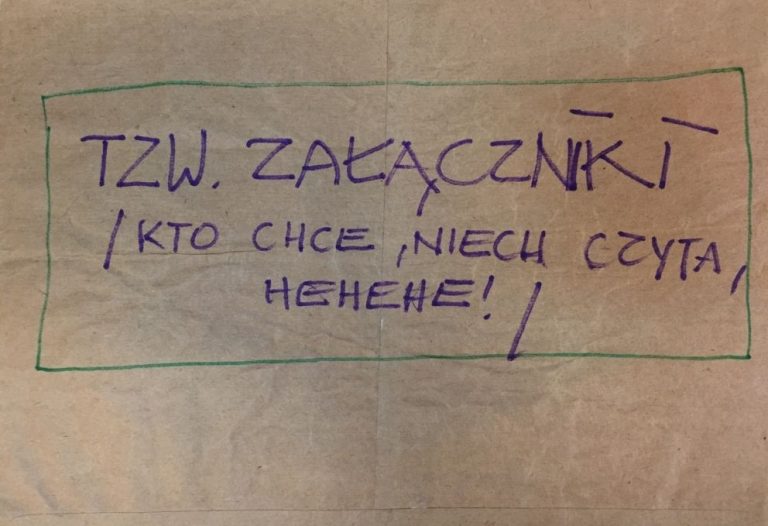 TZW. ZAŁĄCZNIKI
/KTO CHCE, NIECH CZYTA,
HEHEHE!/